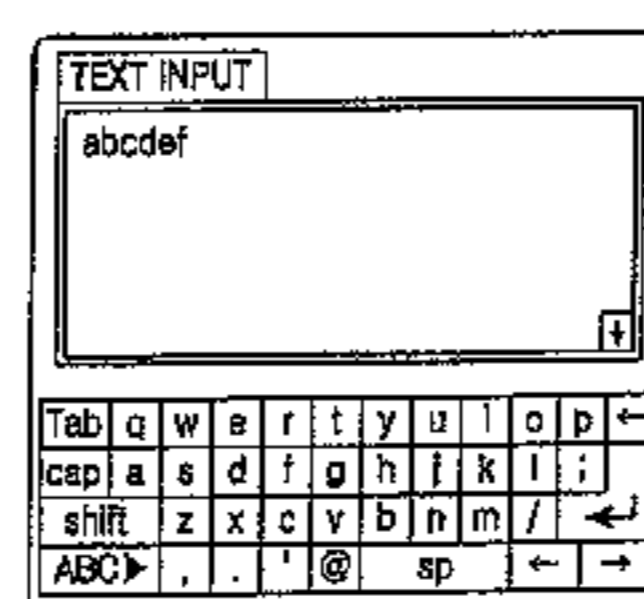 TEXT INPUT
abcdef
↓
Tab q w e r t y u i o p ←
cap a s d f g h j k l ;
shift z x c v b n m / ↵
ABC▶ , . ' @ sp ← →